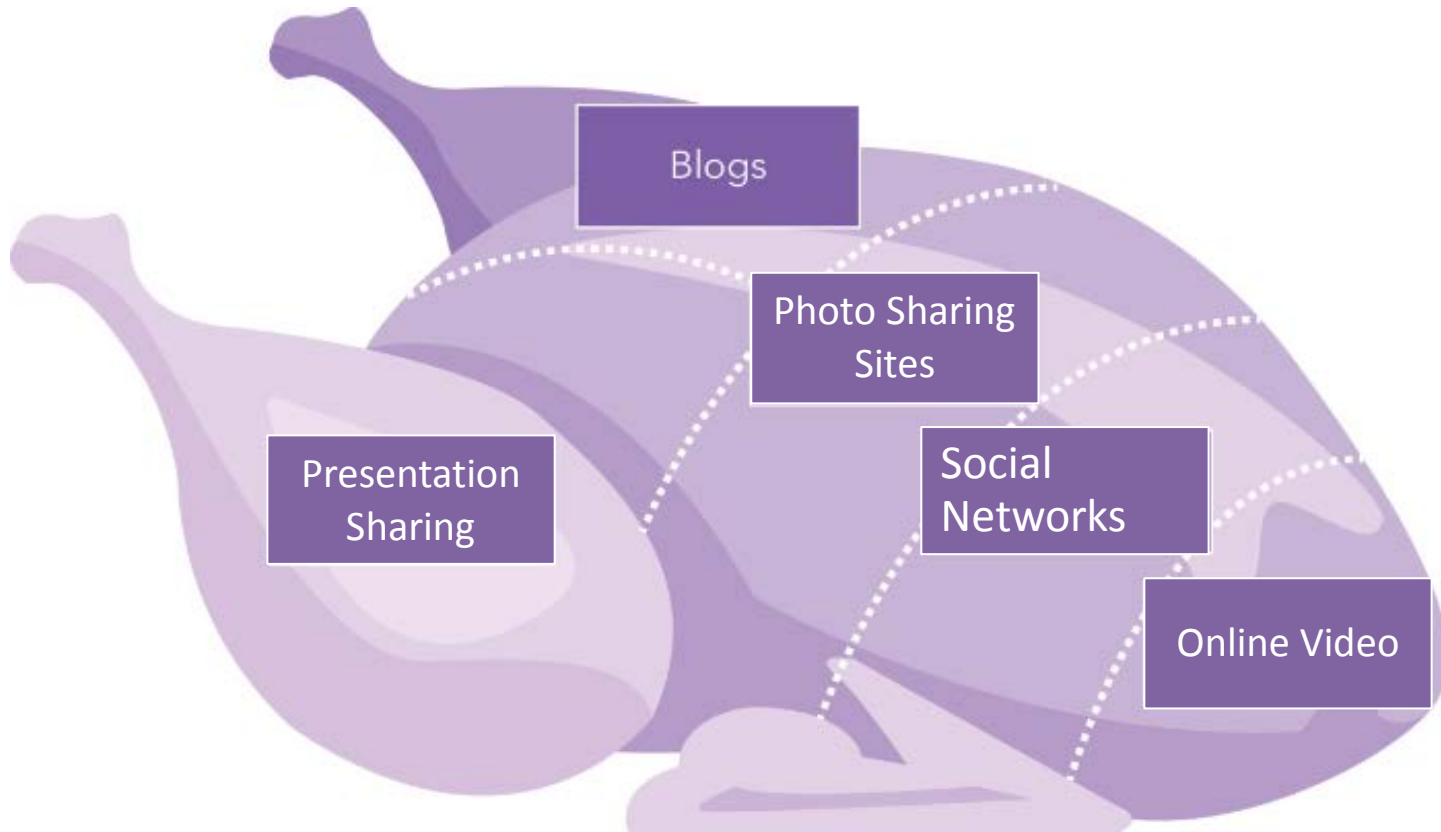 Blogs
Photo Sharing
Sites
Presentation
Sharing
Social
Networks
Online Video